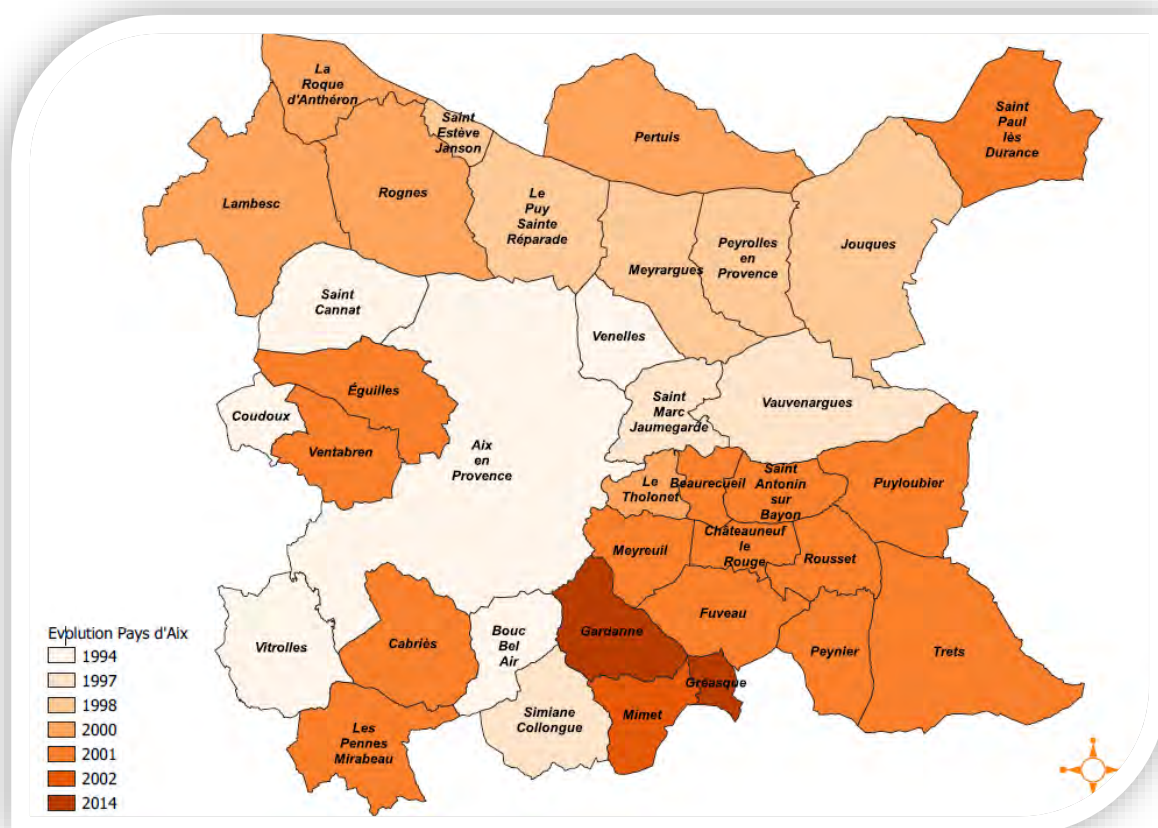 La
Roque
d'Anthéron
Saint
Estève
Janson
Pertuis
Saint
Paul
lès
Durance
Lambesc
Rognes
Le
Puy
Sainte
Réparade
Meyrargues
Peyrolles
en
Provence
Jouques
Saint
Cannat
Venelles
Éguilles
Coudoux
Ventabren
Aix
en
Provence
Saint
Marc
Jaumegarde
Vauvenargues
Le
Tholonet
Beaurecueil
Saint
Antonin
sur
Bayon
Puyloubier
Meyreuil
Châteauneuf
le
Rouge
Rousset
Fuveau
Gardanne
Gréasque
Peynier
Trets
Vitrolles
Cabriès
Bouc
Bel
Air
Simiane
Collongue
Mimet
Les
Pennes
Mirabeau
Evolution Pays d'Aix
1994
1997
1998
2000
2001
2002
2014